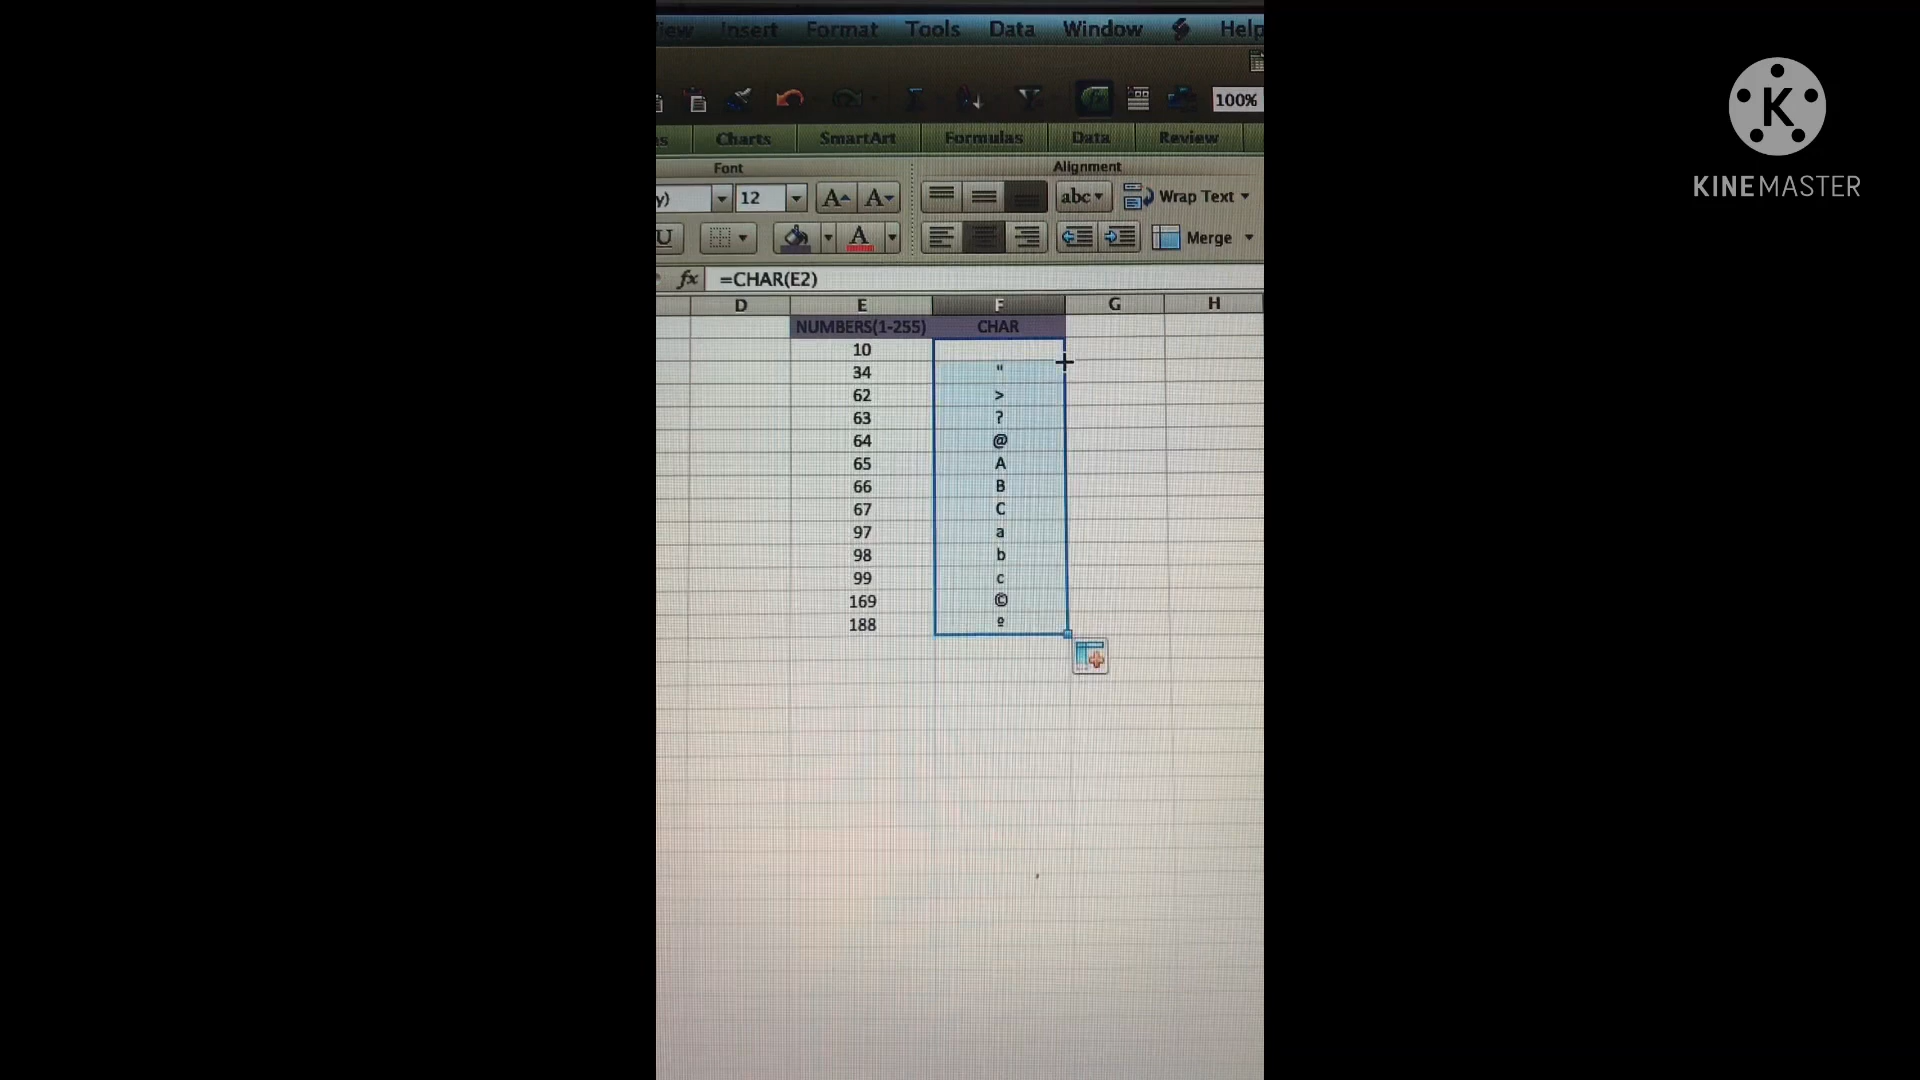 View Insert Format Tools Data Window Help
100%
Charts SmartArt Formulas Data Review
Font Alignment
12 A A abc Wrap Text
U A Merge
fx =CHAR(E2)
D E F G H
NUMBERS(1-255) CHAR
10
34 "
62 >
63 ?
64 @
65 A
66 B
67 C
97 a
98 b
99 c
169 ©
188 º
K
KINEMASTER